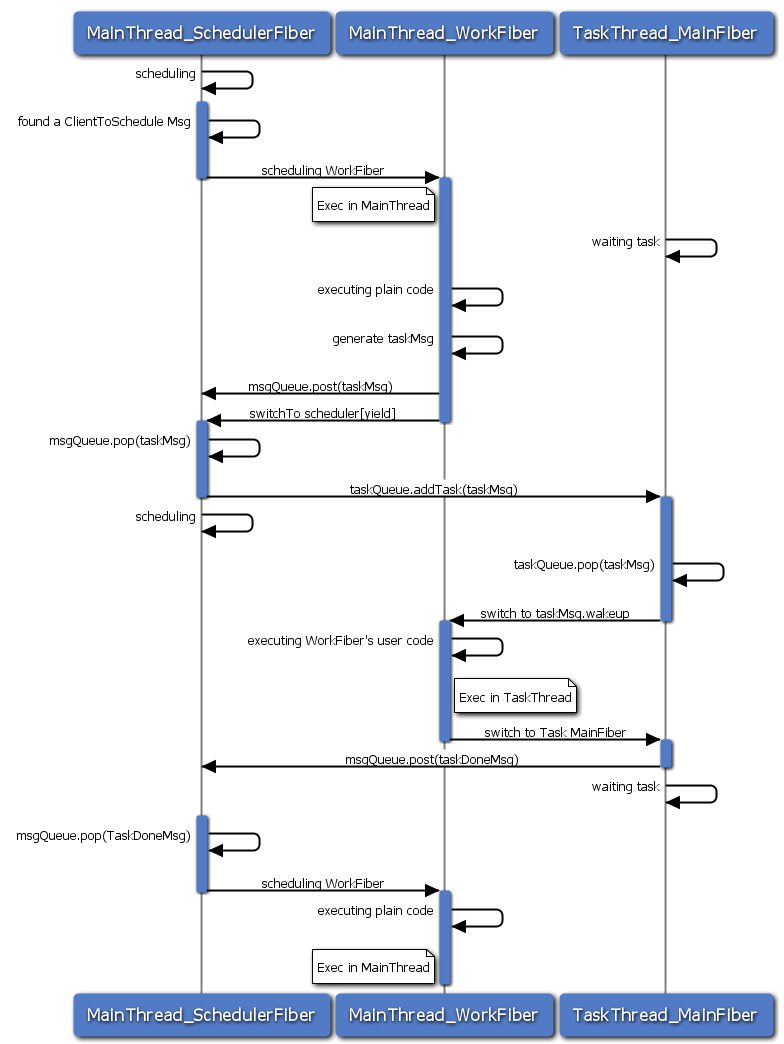 MainThread_SchedulerFiber
MainThread_WorkFiber
TaskThread_MainFiber
scheduling
found a ClientToSchedule Msg
scheduling WorkFiber
Exec in MainThread
waiting task
executing plain code
generate taskMsg
msgQueue.post(taskMsg)
switchTo scheduler[yield]
msgQueue.pop(taskMsg)
taskQueue.addTask(taskMsg)
scheduling
taskQueue.pop(taskMsg)
switch to taskMsg.wakeup
executing WorkFiber's user code
Exec in TaskThread
switch to Task MainFiber
msgQueue.post(taskDoneMsg)
waiting task
msgQueue.pop(TaskDoneMsg)
scheduling WorkFiber
executing plain code
Exec in MainThread
MainThread_SchedulerFiber
MainThread_WorkFiber
TaskThread_MainFiber